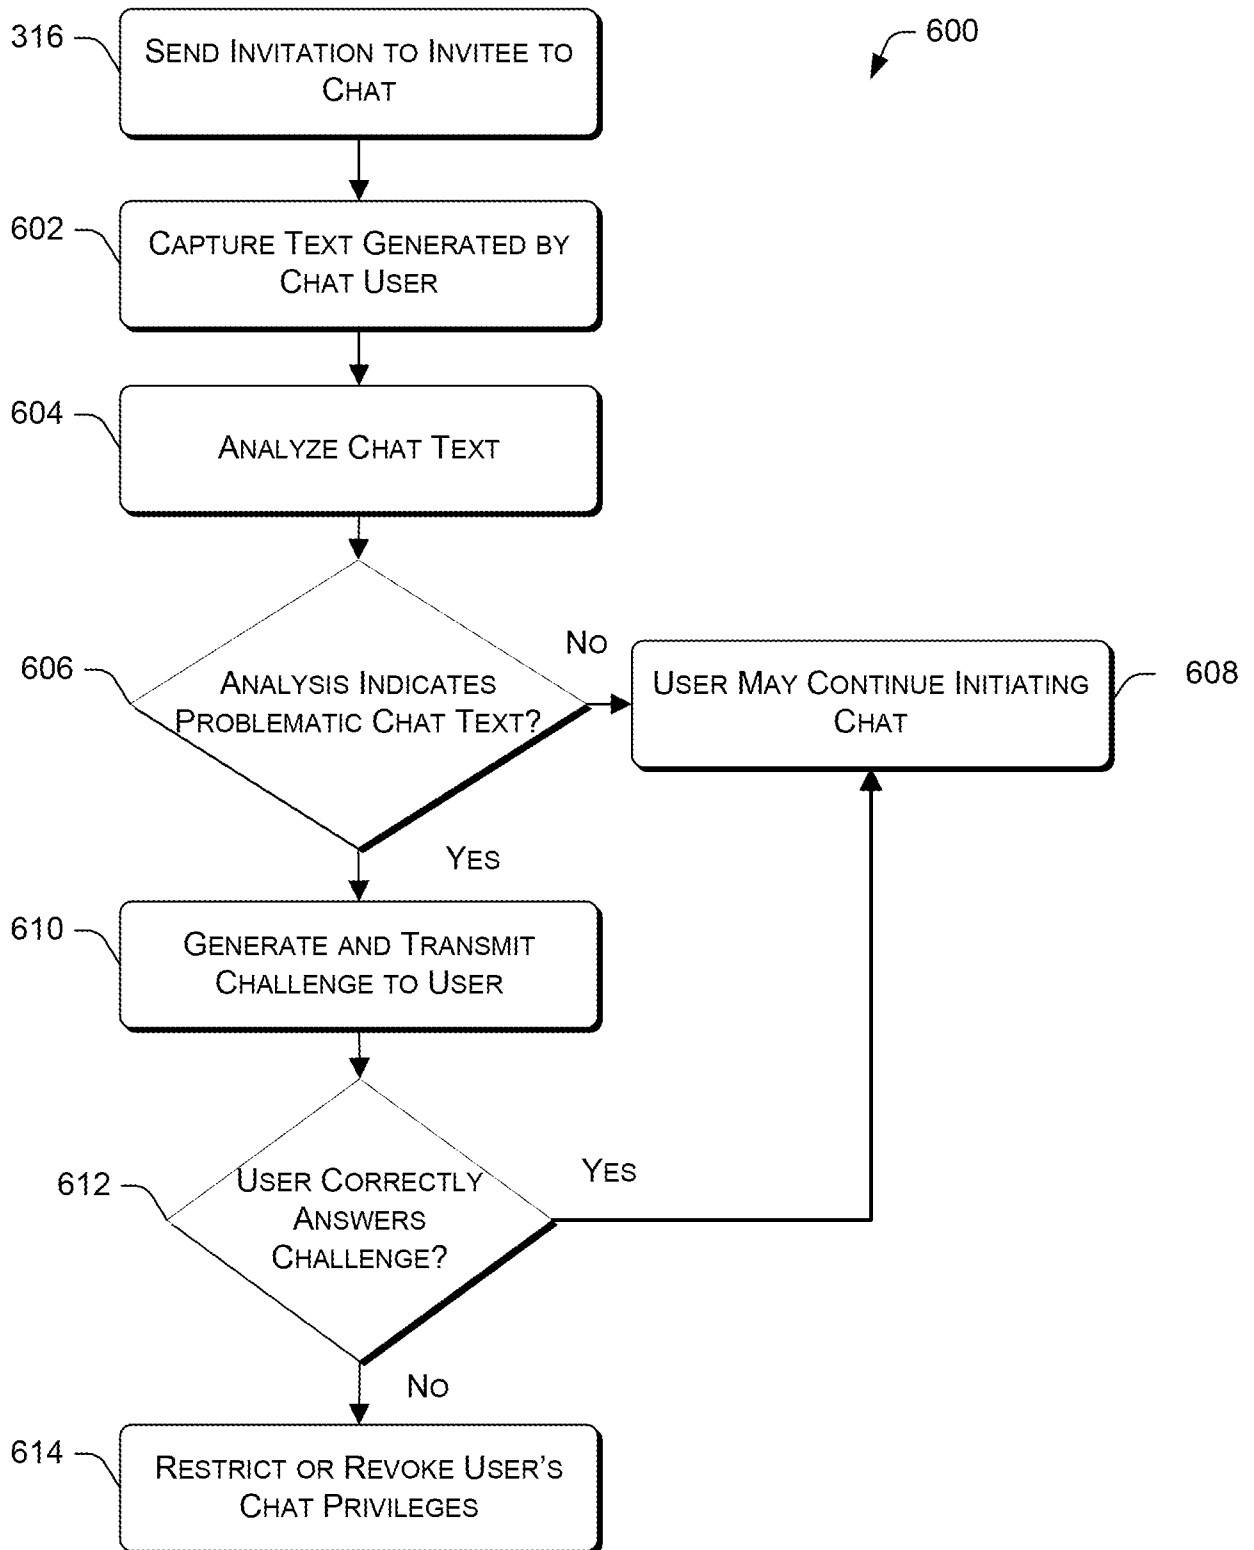 316
SEND INVITATION TO INVITEE TO
CHAT
600
602
CAPTURE TEXT GENERATED BY
CHAT USER
604
ANALYZE CHAT TEXT
606
ANALYSIS INDICATES
PROBLEMATIC CHAT TEXT?
NO
USER MAY CONTINUE INITIATING
CHAT
608
YES
610
GENERATE AND TRANSMIT
CHALLENGE TO USER
612
USER CORRECTLY
ANSWERS
CHALLENGE?
YES
NO
614
RESTRICT OR REVOKE USER'S
CHAT PRIVILEGES